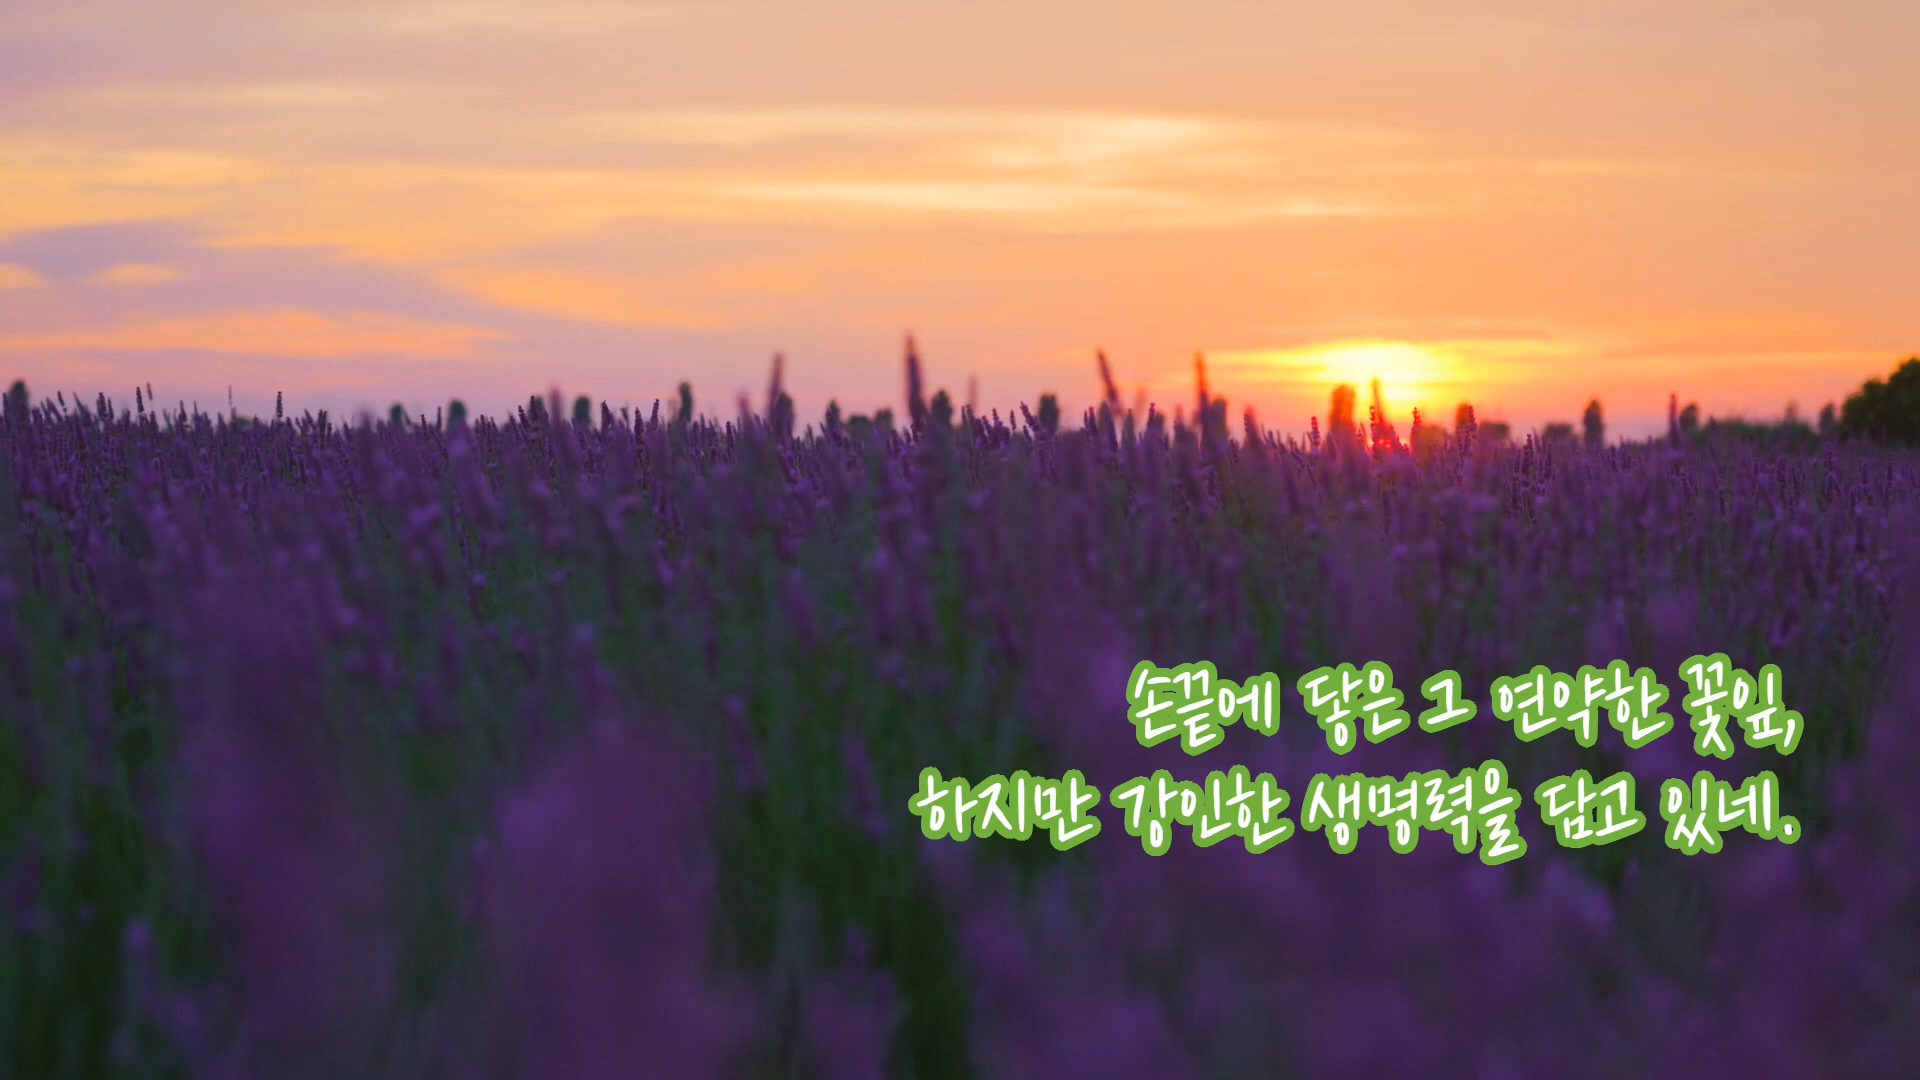 손끝에 닿은 그 연약한 꽃잎,
하지만 강인한 생명력을 담고 있네.